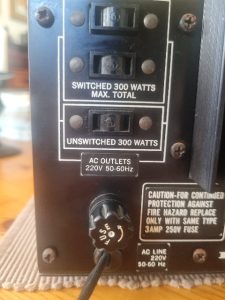 SWITCHED 300 WATTS
MAX. TOTAL
UNSWITCHED 300 WATTS
AC OUTLETS
220V 50-60Hz
FUSE
CAUTION-FOR CONTINUED
PROTECTION AGAINST
FIRE HAZARD REPLACE
ONLY WITH SAME TYPE
3AMP 250V FUSE
AC LINE
220V
50-60 Hz